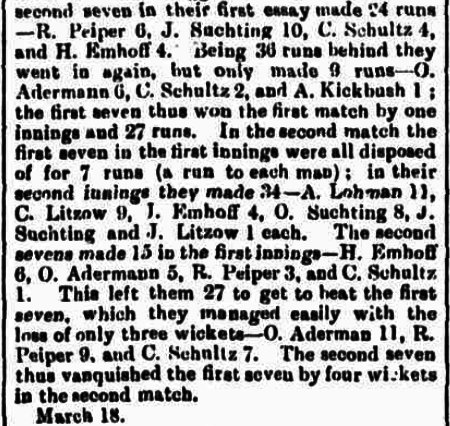 second seven in their first essay made 24 runs
—R. Peiper 6, J. Suchting 10, C. Schultz 4,
and H. Emhoff 4. Being 36 runs behind they
went in again, but only made 9 runs—O.
Adermann 6, C. Schultz 2, and A. Kickbush 1;
the first seven thus won the first match by one
innings and 27 runs. In the second match the
first seven in the first innings were all disposed
of for 7 runs (a run to each man); in their
second innings they made 34—A. Lohman 11,
C. Litzow 9, J. Emhoff 4, O. Suchting 8, J.
Suchting and J. Litzow 1 each. The second
sevens made 15 in the first innings—H. Emhoff
6, O. Adermann 5, R. Peiper 3, and C. Schultz
1. This left them 27 to get to beat the first
seven, which they managed easily with the
loss of only three wickets—O. Aderman 11, R.
Peiper 9, and C. Schultz 7. The second seven
thus vanquished the first seven by four wickets
in the second match.
March 18.